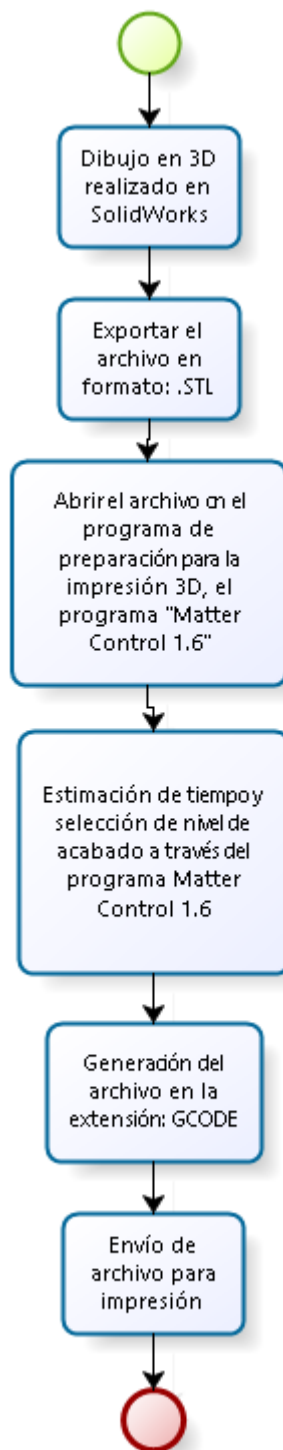 Dibujo en 3D
realizado en
SolidWorks
Exportar el
archivo en
formato: .STL
Abrir el archivo en el
programa de
preparación para la
impresión 3D, el
programa "Matter
Control 1.6"
Estimación de tiempo y
selección de nivel de
acabado a través del
programa Matter
Control 1.6
Generación del
archivo en la
extensión: GCODE
Envío de
archivo para
impresión